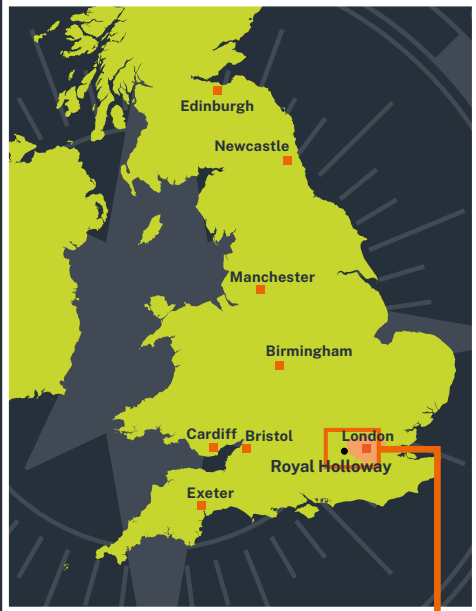 Edinburgh
Newcastle
Manchester
Birmingham
Cardiff
Bristol
London
Royal Holloway
Exeter